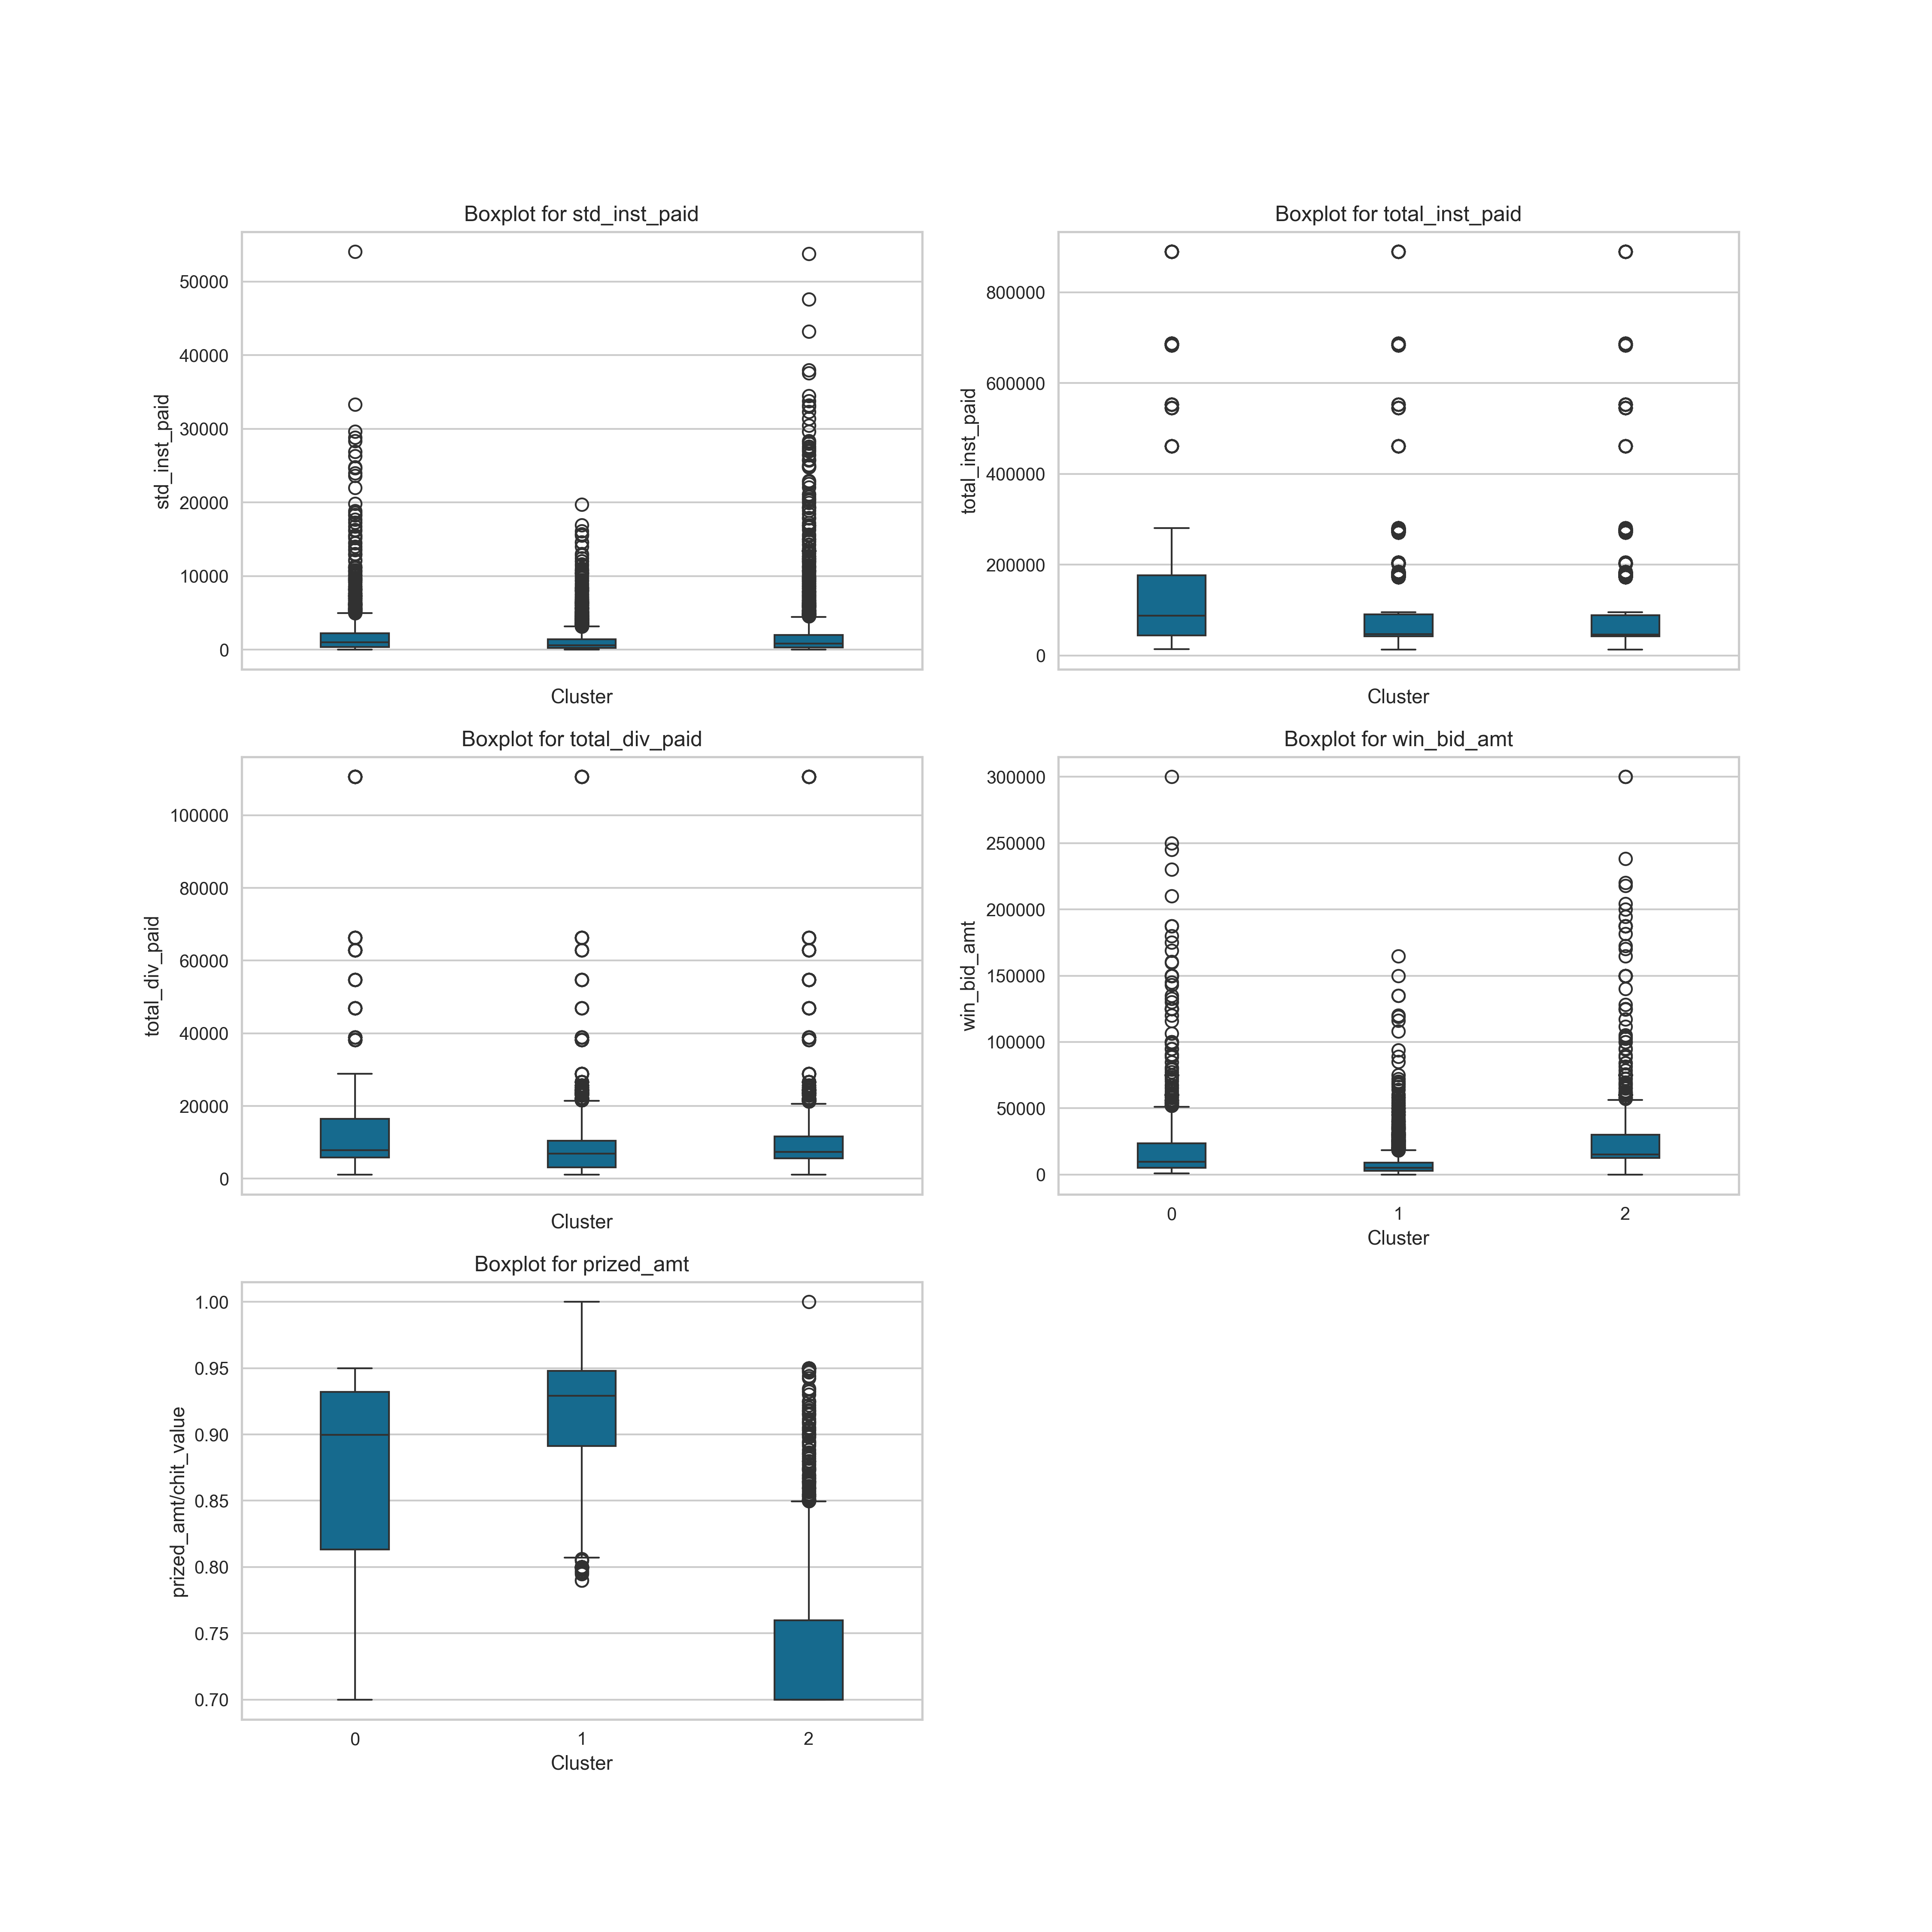 Boxplot for std_inst_paid
std_inst_paid
50000
40000
30000
20000
10000
0
Cluster
Boxplot for total_inst_paid
total_inst_paid
800000
600000
400000
200000
0
Cluster
Boxplot for total_div_paid
total_div_paid
100000
80000
60000
40000
20000
0
Cluster
Boxplot for win_bid_amt
win_bid_amt
300000
250000
200000
150000
100000
50000
0
0 1 2
Cluster
Boxplot for prized_amt
prized_amt/chit_value
1.00
0.95
0.90
0.85
0.80
0.75
0.70
0 1 2
Cluster